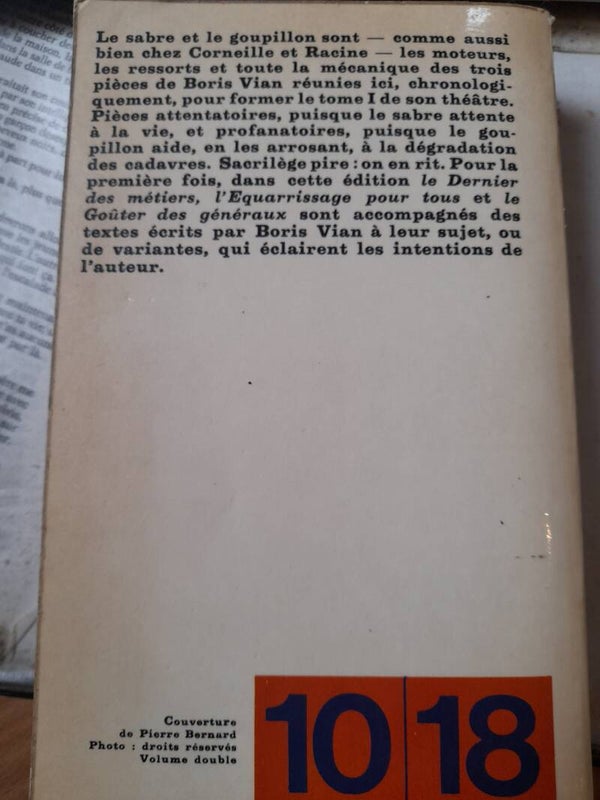 Le sabre et le goupillon sont — comme aussi
bien chez Corneille et Racine — les moteurs,
les ressorts et toute la mécanique des trois
pièces de Boris Vian réunies ici, chronologi-
quement, pour former le tome I de son théâtre.
Pièces attentatoires, puisque le sabre attente
à la vie, et profanatoires, puisque le gou-
pillon aide, en les arrosant, à la dégradation
des cadavres. Sacrilège pire : on en rit. Pour la
première fois, dans cette édition le Dernier
des métiers, l'Equarrissage pour tous et le
Goûter des généraux sont accompagnés des
textes écrits par Boris Vian à leur sujet, ou
de variantes, qui éclairent les intentions de
l'auteur.
Couverture
de Pierre Bernard
Photo : droits réservés
Volume double
10|18